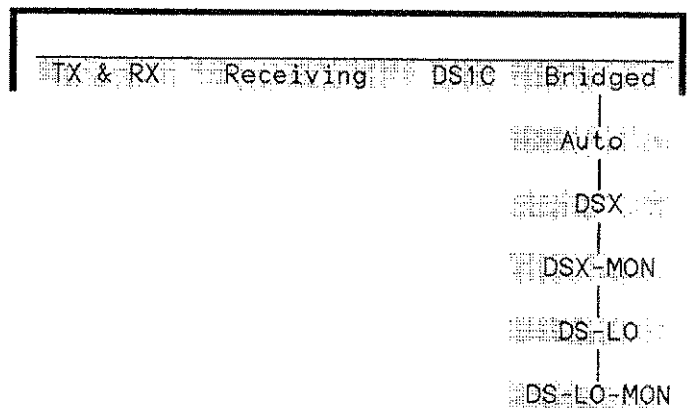 TX & RX Receiving DS1C Bridged
Auto
DSX
DSX-MON
DS-LO
DS-LO-MON